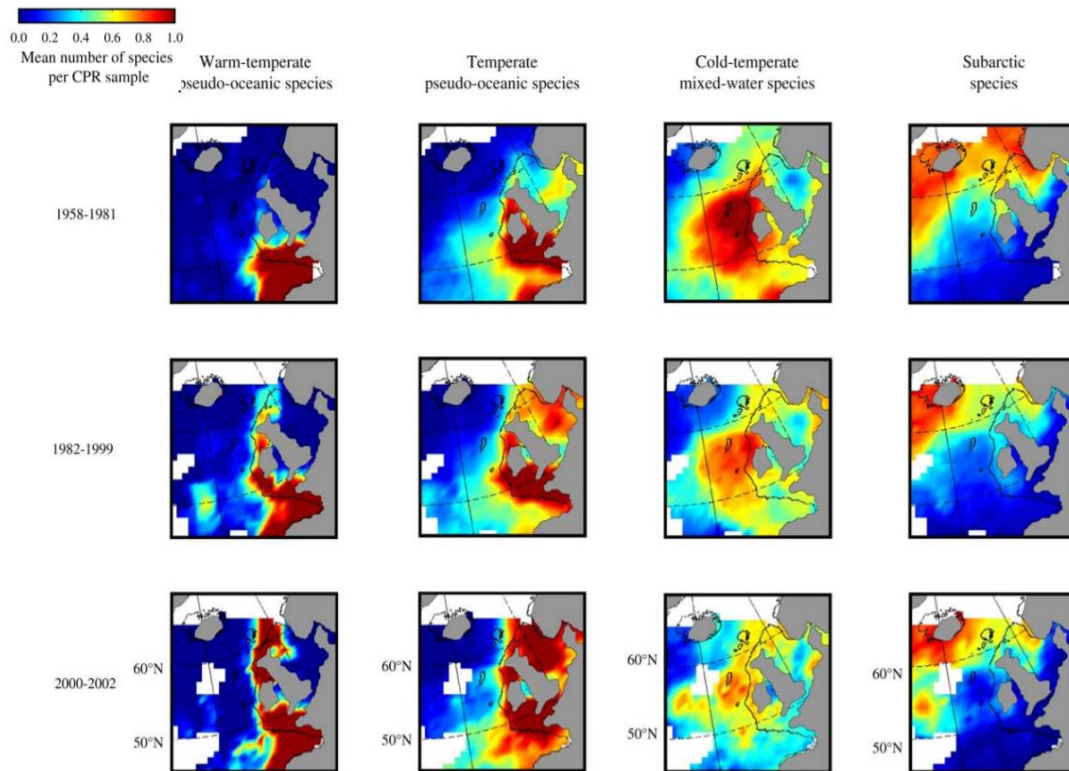 0.0 0.2 0.4 0.6 0.8 1.0
Mean number of species
per CPR sample
Warm-temperate
pseudo-oceanic species
Temperate
pseudo-oceanic species
Cold-temperate
mixed-water species
Subarctic
species
1958-1981
1982-1999
2000-2002
60°N
50°N
60°N
50°N
60°N
50°N
60°N
50°N